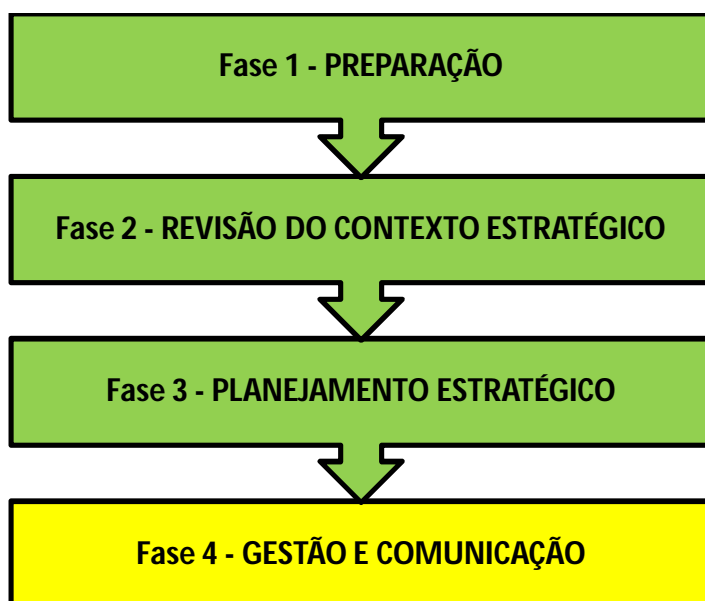 Fase 1 - PREPARAÇÃO
Fase 2 - REVISÃO DO CONTEXTO ESTRATÉGICO
Fase 3 - PLANEJAMENTO ESTRATÉGICO
Fase 4 - GESTÃO E COMUNICAÇÃO